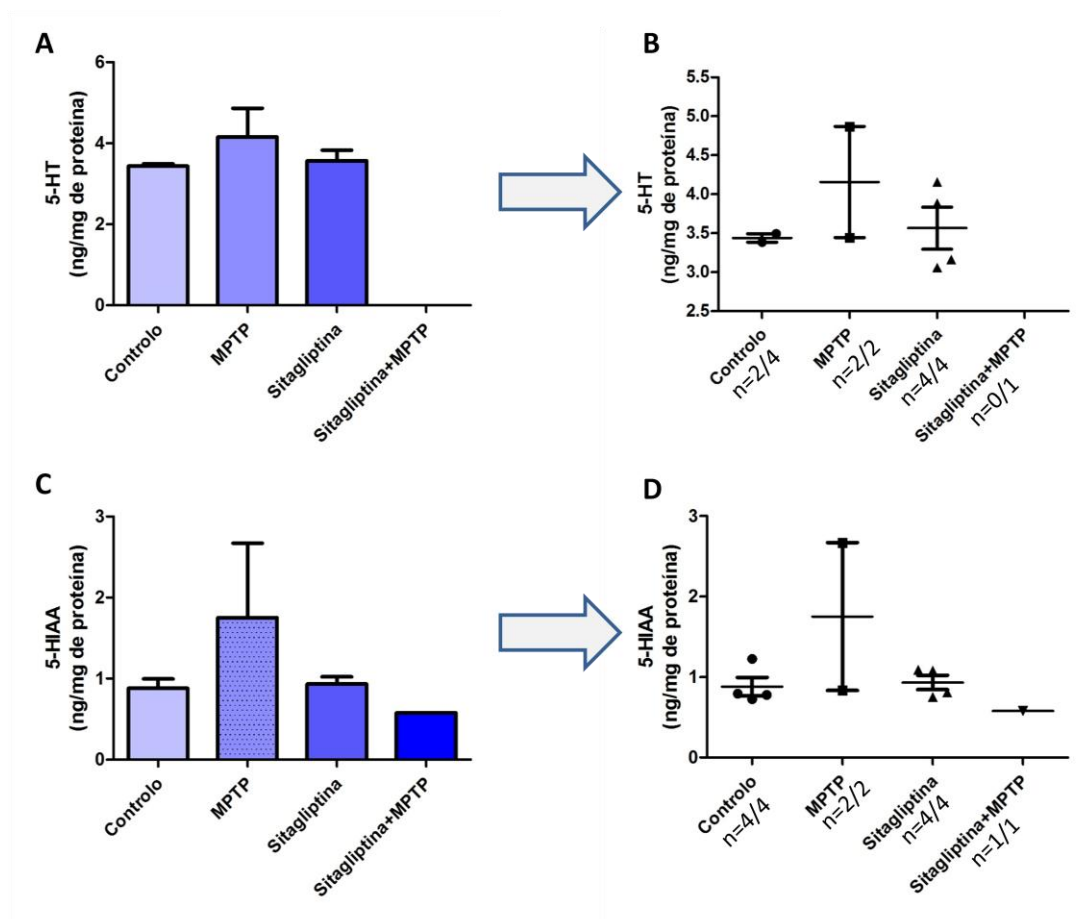 A
5-HT
(ng/mg de proteína)
6
4
2
0
Controlo
MPTP
Sitagliptina
Sitagliptina+MPTP
B
5-HT
(ng/mg de proteína)
5.5
5.0
4.5
4.0
3.5
3.0
2.5
Controlo
n=2/4
MPTP
n=2/2
Sitagliptina
n=4/4
Sitagliptina+MPTP
n=0/1
C
5-HIAA
(ng/mg de proteína)
3
2
1
0
Controlo
MPTP
Sitagliptina
Sitagliptina+MPTP
D
5-HIAA
(ng/mg de proteína)
3
2
1
0
Controlo
n=4/4
MPTP
n=2/2
Sitagliptina
n=4/4
Sitagliptina+MPTP
n=1/1